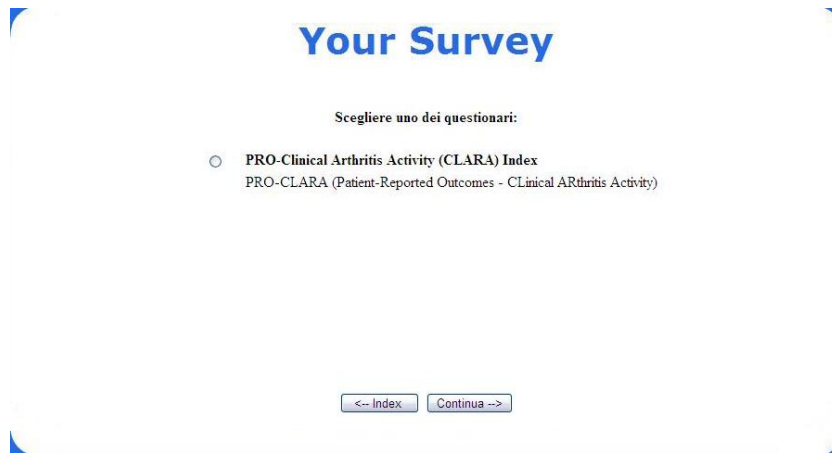 Your Survey
Scegliere uno dei questionari:
PRO-Clinical Arthritis Activity (CLARA) Index
PRO-CLARA (Patient-Reported Outcomes - CLinical ARthritis Activity)
<-- Index Continua -->